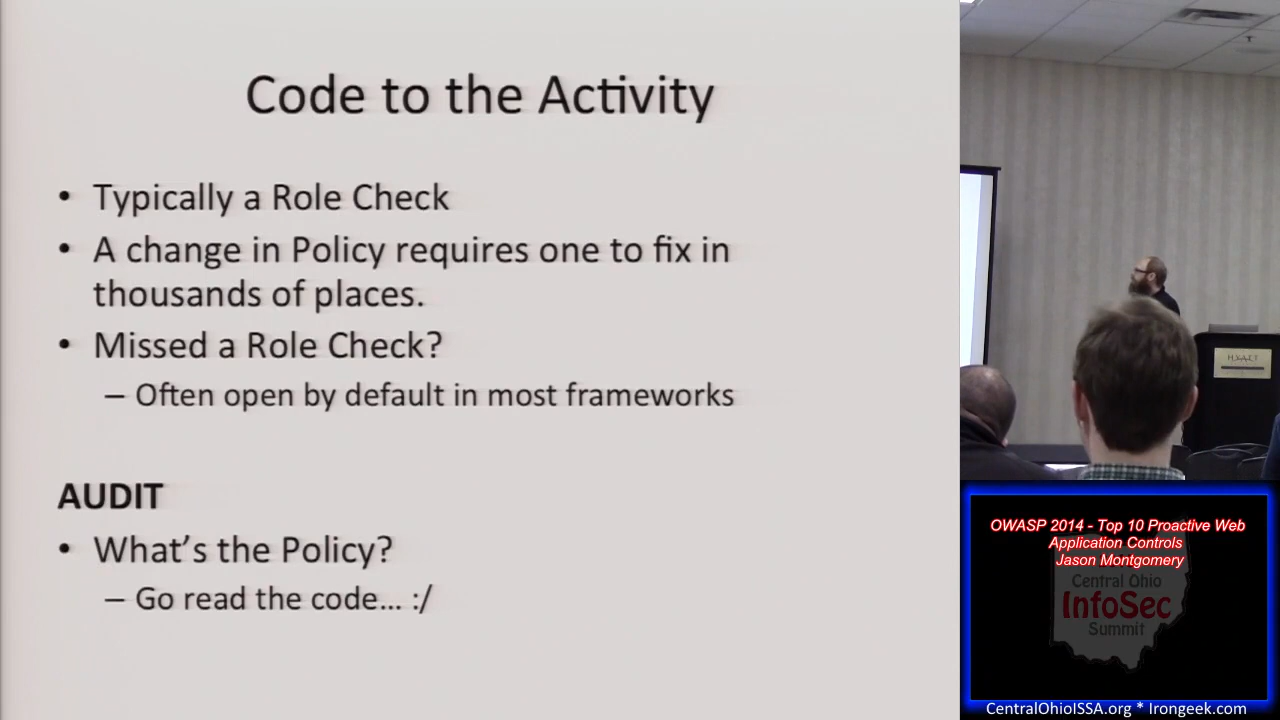 Code to the Activity
• Typically a Role Check
• A change in Policy requires one to fix in
thousands of places.
• Missed a Role Check?
– Often open by default in most frameworks
AUDIT
• What's the Policy?
– Go read the code... :/
HYATT
OWASP 2014 - Top 10 Proactive Web
Application Controls
Jason Montgomery
Central Ohio
InfoSec
Summit
CentralOhioISSA.org * Irongeek.com